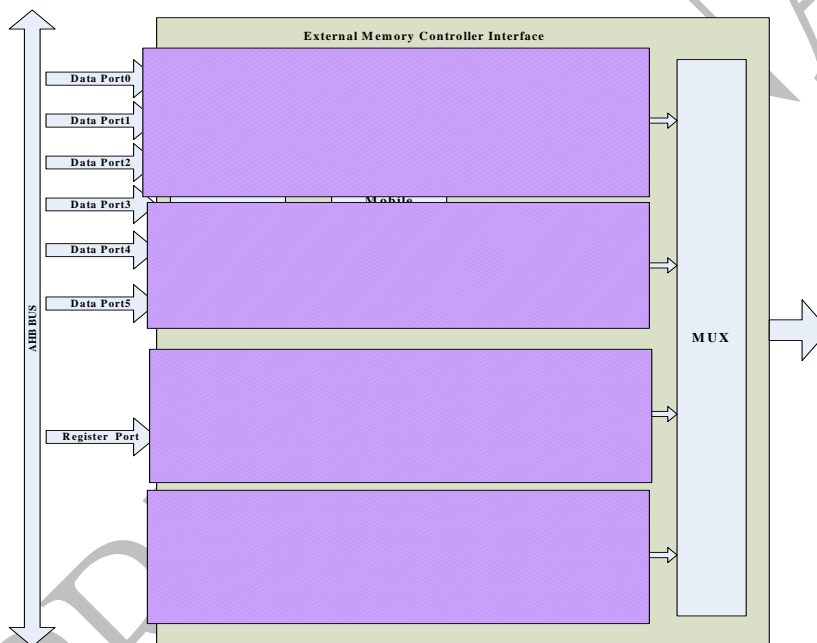 External Memory Controller Interface
Data Port0
Data Port1
Data Port2
Data Port3
Mobile
Data Port4
Data Port5
AHB BUS
MUX
Register Port